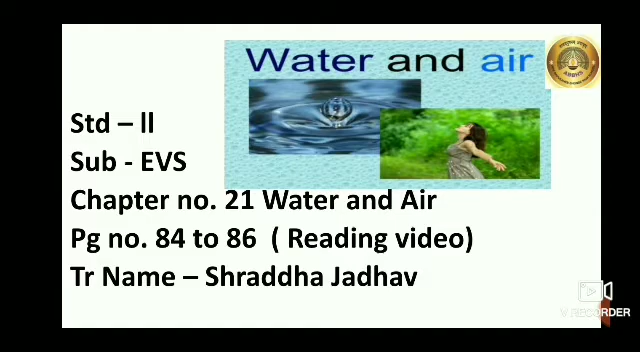 Water and air
Std – ll
Sub - EVS
Chapter no. 21 Water and Air
Pg no. 84 to 86 ( Reading video)
Tr Name – Shraddha Jadhav
V RECORDER